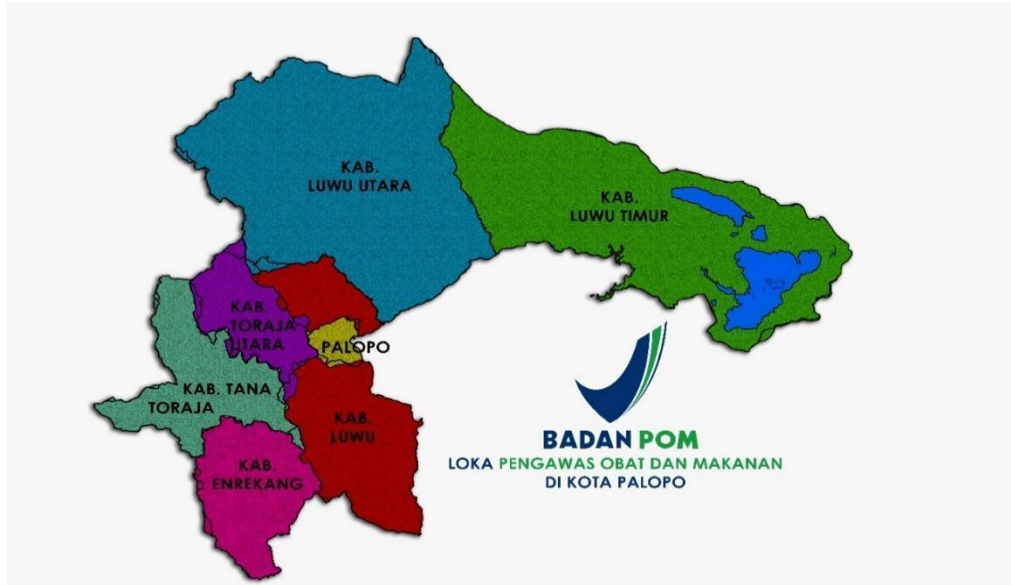 KAB.
LUWU UTARA
KAB.
LUWU TIMUR
KAB.
TORAJA
UTARA
PALOPO
KAB. TANA
TORAJA
KAB.
LUWU
KAB.
ENREKANG
BADAN POM
LOKA PENGAWAS OBAT DAN MAKANAN
DI KOTA PALOPO